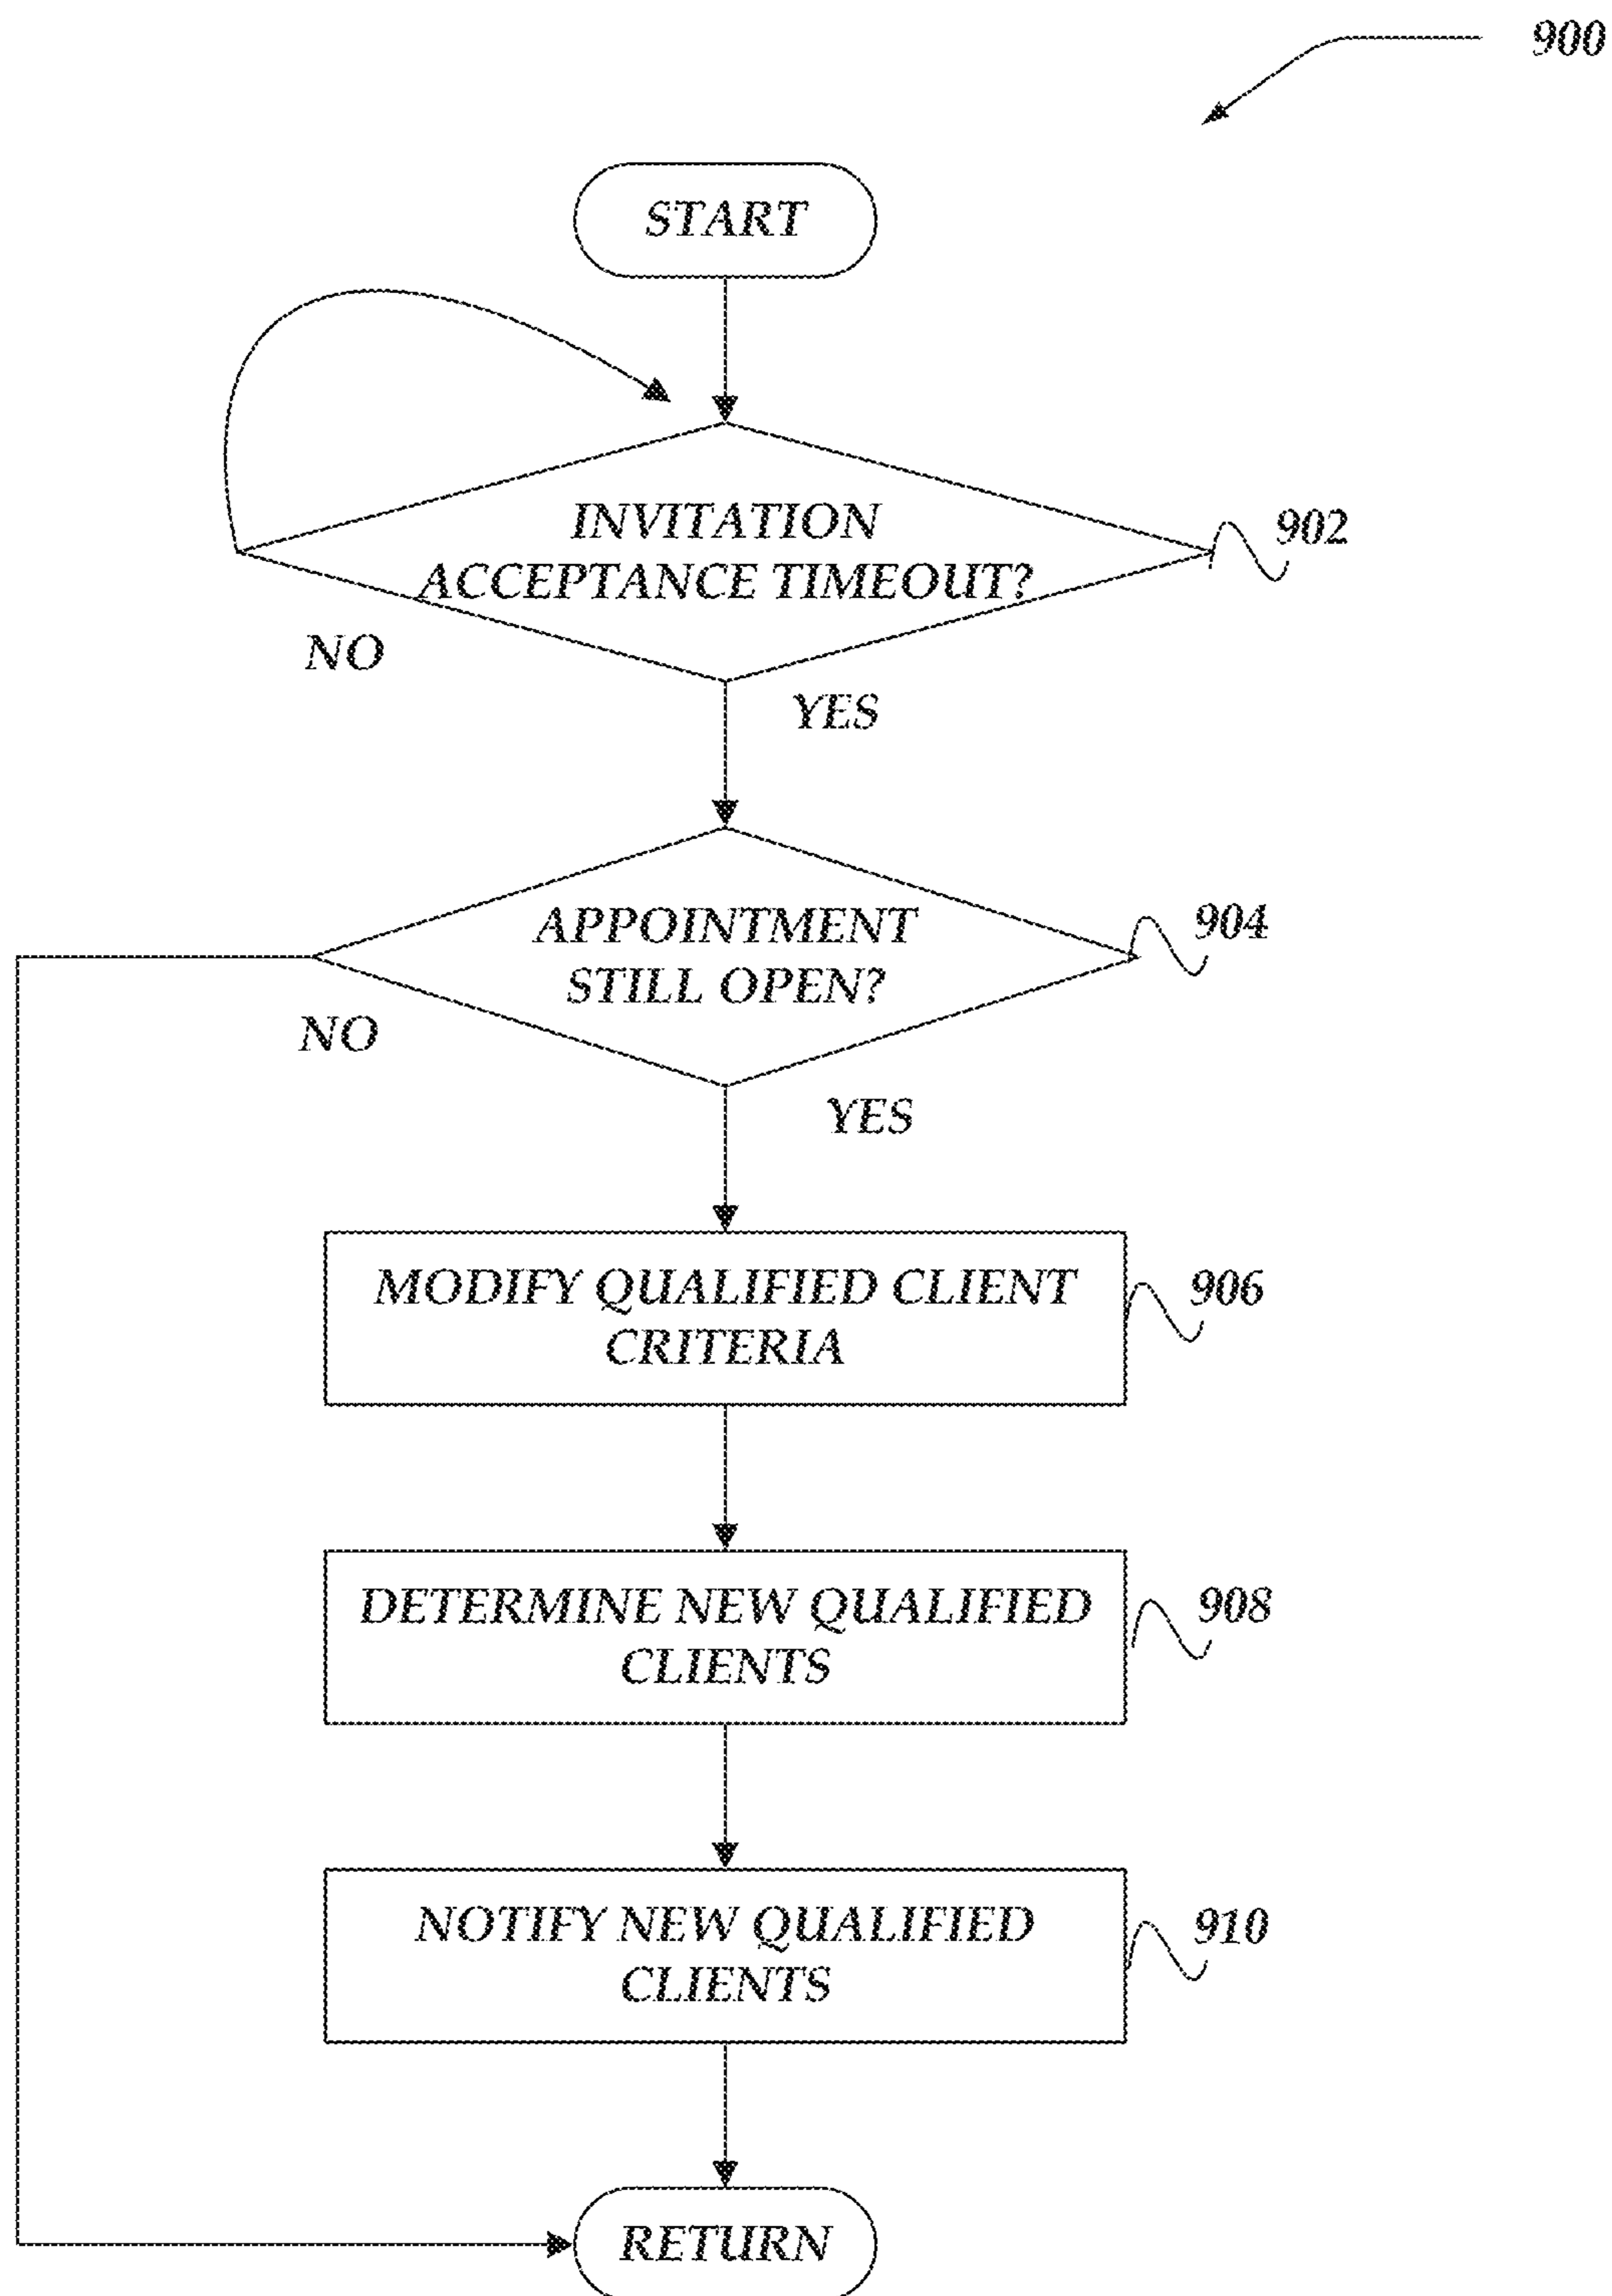 900
START
INVITATION
ACCEPTANCE TIMEOUT?
902
NO
YES
APPOINTMENT
STILL OPEN?
904
NO
YES
MODIFY QUALIFIED CLIENT
CRITERIA
906
DETERMINE NEW QUALIFIED
CLIENTS
908
NOTIFY NEW QUALIFIED
CLIENTS
910
RETURN